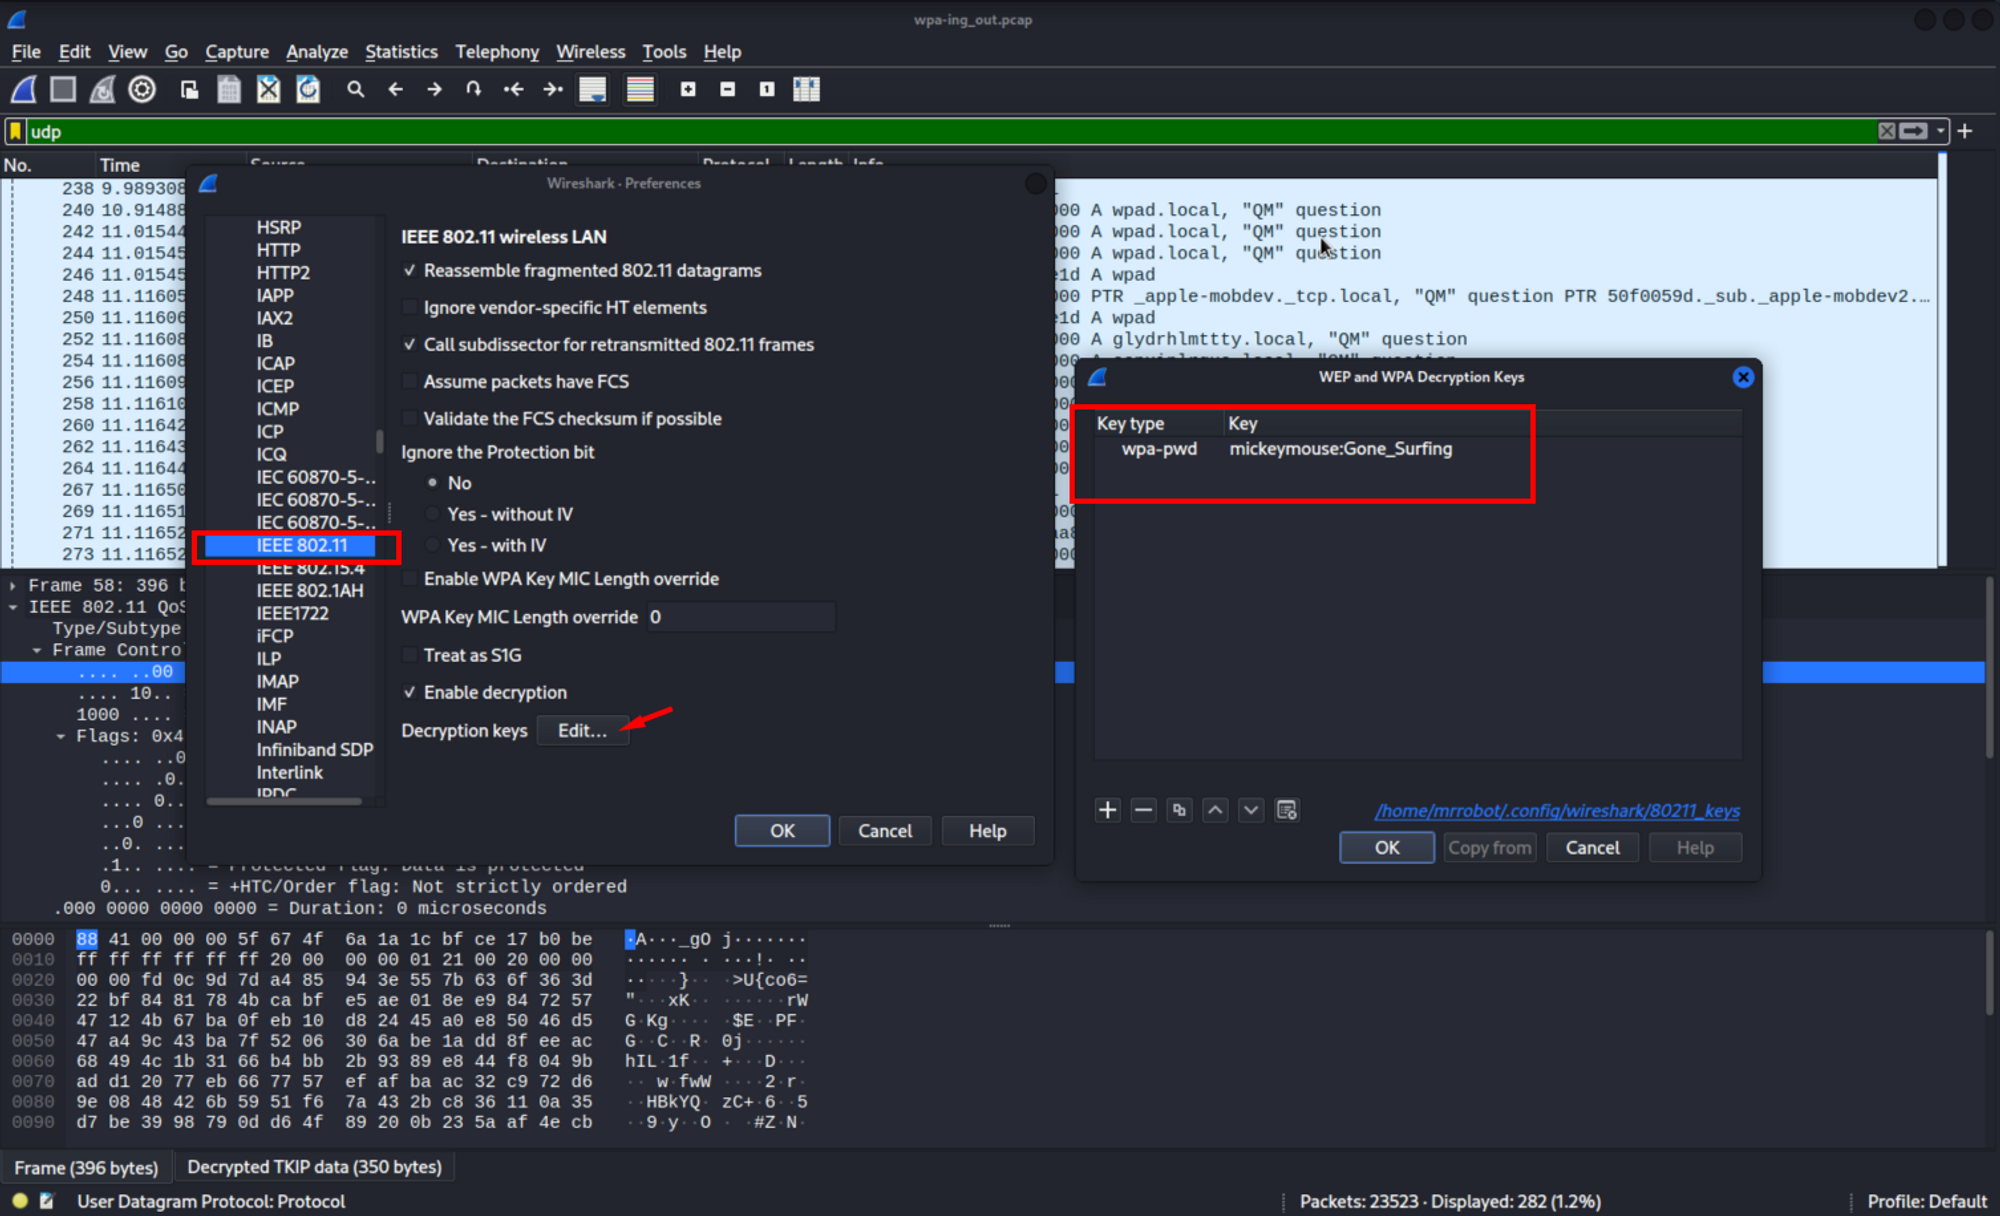 wpa-ing_out.pcap
File Edit View Go Capture Analyze Statistics Telephony Wireless Tools Help
udp
No. Time Source Destination Protocol Length Info
238 9.989308
240 10.91488 000 A wpad.local, "QM" question
242 11.01544 000 A wpad.local, "QM" question
244 11.01545 000 A wpad.local, "QM" question
246 11.01545 e1d A wpad
248 11.11605 000 PTR _apple-mobdev._tcp.local, "QM" question PTR 50f0059d._sub._apple-mobdev2.…
250 11.11606 e1d A wpad
252 11.11608 000 A glydrhlmttty.local, "QM" question
254 11.11608
256 11.11609
258 11.11610
260 11.11642
262 11.11643
264 11.11644
267 11.11650
269 11.11651
271 11.11652
273 11.11652
Wireshark · Preferences
HSRP
HTTP
HTTP2
IAPP
IAX2
IB
ICAP
ICEP
ICMP
ICP
ICQ
IEC 60870-5-..
IEC 60870-5-..
IEC 60870-5-..
IEEE 802.11
IEEE 802.15.4
IEEE 802.1AH
IEEE1722
iFCP
ILP
IMAP
IMF
INAP
Infiniband SDP
Interlink
IPDC
IEEE 802.11 wireless LAN
Reassemble fragmented 802.11 datagrams
Ignore vendor-specific HT elements
Call subdissector for retransmitted 802.11 frames
Assume packets have FCS
Validate the FCS checksum if possible
Ignore the Protection bit
No
Yes - without IV
Yes - with IV
Enable WPA Key MIC Length override
WPA Key MIC Length override 0
Treat as S1G
Enable decryption
Decryption keys Edit...
OK Cancel Help
WEP and WPA Decryption Keys
Key type Key
wpa-pwd mickeymouse:Gone_Surfing
/home/mrrobot/.config/wireshark/80211_keys
OK Copy from Cancel Help
Frame 58: 396 b
IEEE 802.11 QoS
Type/Subtype
Frame Contro
.... ..00
.... 10..
1000 ....
Flags: 0x4
.... ..0
.... .0.
.... 0..
...0 ...
..0. ...
.1.. .... = Protected flag: Data is protected
0... .... = +HTC/Order flag: Not strictly ordered
.000 0000 0000 0000 = Duration: 0 microseconds
0000 88 41 00 00 00 5f 67 4f 6a 1a 1c bf ce 17 b0 be ·A···_gO j·······
0010 ff ff ff ff ff ff 20 00 00 00 01 21 00 20 00 00 ······ · ···!· ··
0020 00 00 fd 0c 9d 7d a4 85 94 3e 55 7b 63 6f 36 3d ·····}·· ·>U{co6=
0030 22 bf 84 81 78 4b ca bf e5 ae 01 8e e9 84 72 57 "···xK·· ······rW
0040 47 12 4b 67 ba 0f eb 10 d8 24 45 a0 e8 50 46 d5 G·Kg···· ·$E··PF·
0050 47 a4 9c 43 ba 7f 52 06 30 6a be 1a dd 8f ee ac G··C··R· 0j······
0060 68 49 4c 1b 31 66 b4 bb 2b 93 89 e8 44 f8 04 9b hIL·1f·· +···D···
0070 ad d1 20 77 eb 66 77 57 ef af ba ac 32 c9 72 d6 ·· w·fwW ····2·r·
0080 9e 08 48 42 6b 59 51 f6 7a 43 2b c8 36 11 0a 35 ··HBkYQ· zC+·6··5
0090 d7 be 39 98 79 0d d6 4f 89 20 0b 23 5a af 4e cb ··9·y··O · ·#Z·N·
Frame (396 bytes) Decrypted TKIP data (350 bytes)
User Datagram Protocol: Protocol Packets: 23523 · Displayed: 282 (1.2%) Profile: Default